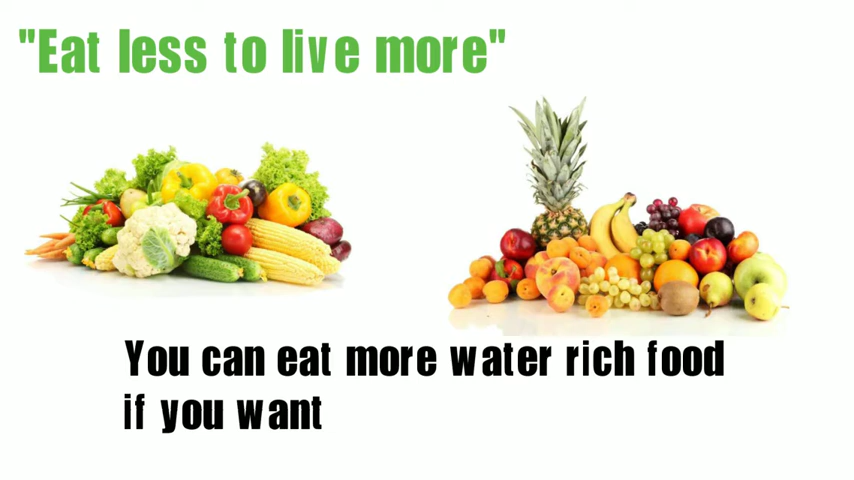 "Eat less to live more"
You can eat more water rich food
if you want